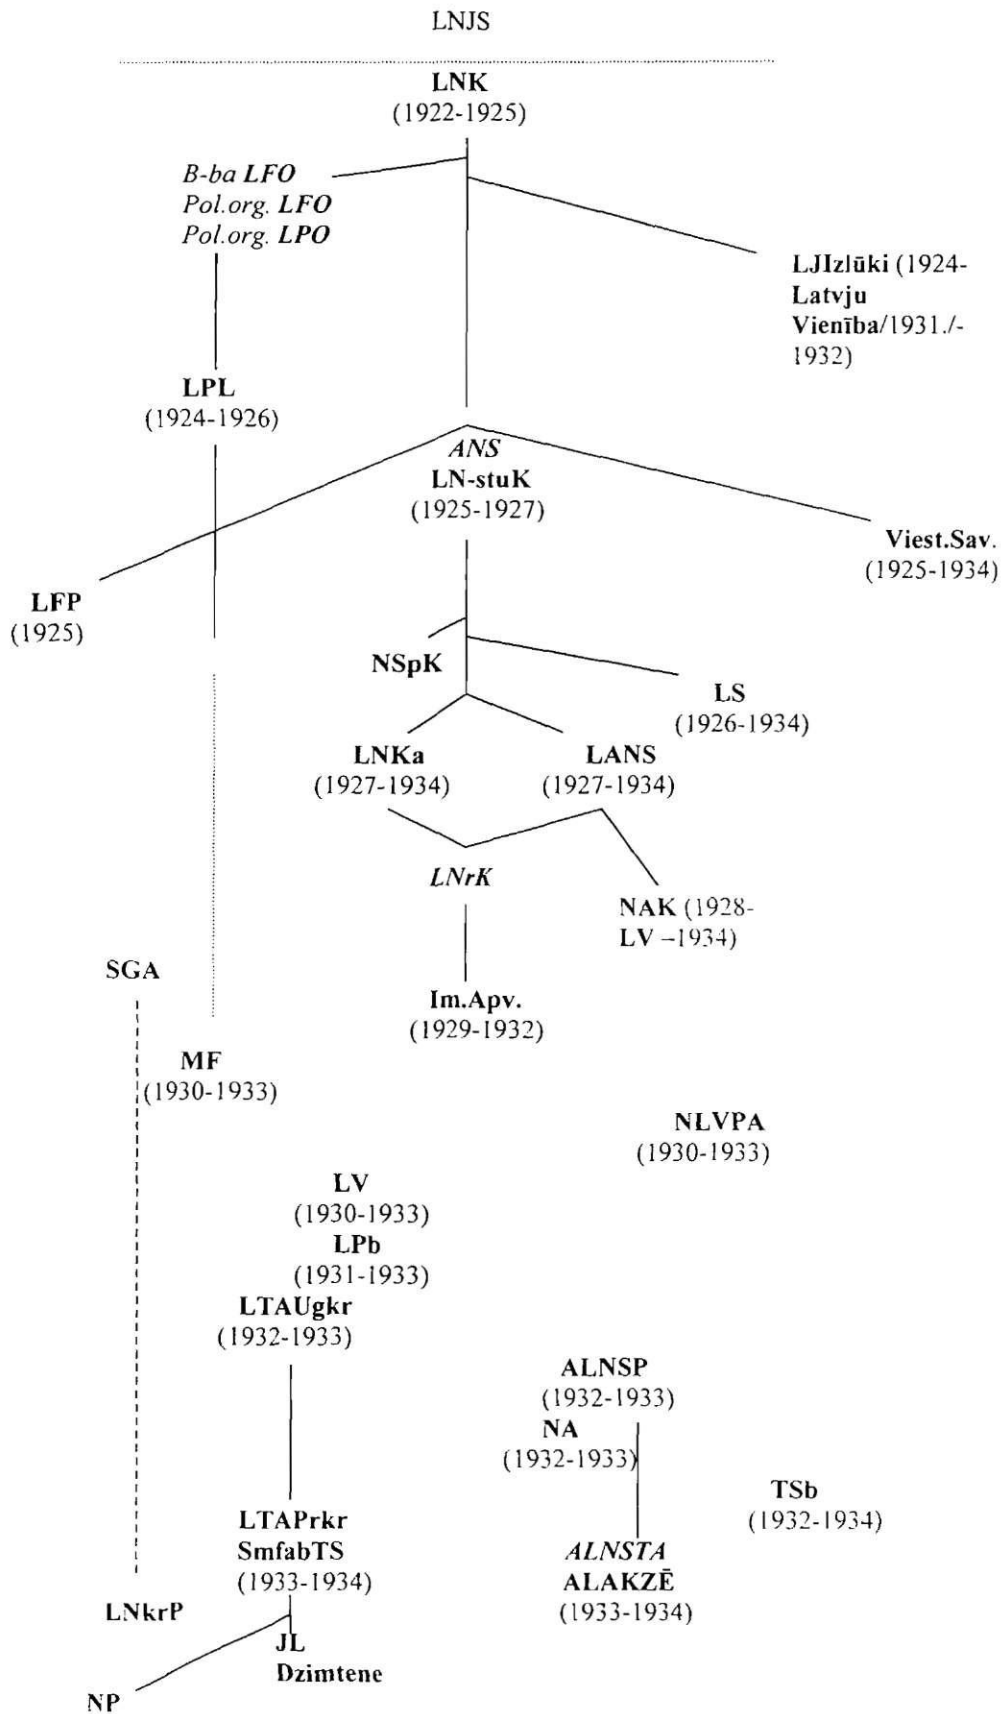 LNJS
LNK
(1922-1925)
B-ba LFO
Pol.org. LFO
Pol.org. LPO
LJIzlūki (1924-
Latvju
Vienība/1931./-
1932)
LPL
(1924-1926)
ANS
LN-stuK
(1925-1927)
Viest.Sav.
(1925-1934)
LFP
(1925)
NSpK
LS
(1926-1934)
LNKa
(1927-1934)
LANS
(1927-1934)
LNrK
NAK (1928-
LV –1934)
SGA
Im.Apv.
(1929-1932)
MF
(1930-1933)
NLVPA
(1930-1933)
LV
(1930-1933)
LPb
(1931-1933)
LTAUgkr
(1932-1933)
ALNSP
(1932-1933)
NA
(1932-1933)
TSb
(1932-1934)
LTAPrkr
SmfabTS
(1933-1934)
ALNSTA
ALAKZĒ
(1933-1934)
LNkrP
JL
Dzimtene
NP